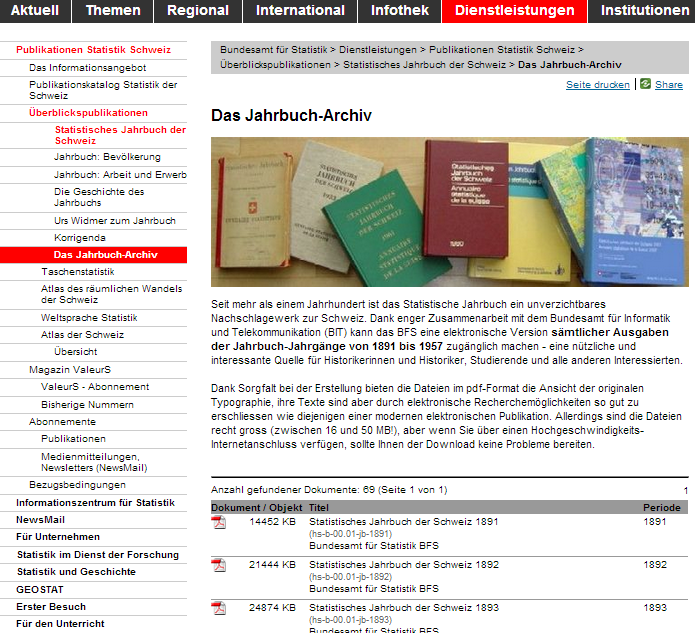 Aktuell Themen Regional International Infothek Dienstleistungen Institutionen
Publikationen Statistik Schweiz
Das Informationsangebot
Publikationskatalog Statistik der
Schweiz
Überblickspublikationen
Statistisches Jahrbuch der
Schweiz
Jahrbuch: Bevölkerung
Jahrbuch: Arbeit und Erwerb
Die Geschichte des
Jahrbuchs
Urs Widmer zum Jahrbuch
Korrigenda
Das Jahrbuch-Archiv
Taschenstatistik
Atlas des räumlichen Wandels
der Schweiz
Weltsprache Statistik
Atlas der Schweiz
Übersicht
Magazin ValeurS
ValeurS - Abonnement
Bisherige Nummern
Abonnemente
Publikationen
Medienmitteilungen,
Newsletters (NewsMail)
Bezugsbedingungen
Informationszentrum für Statistik
NewsMail
Für Unternehmen
Statistik im Dienst der Forschung
Statistik und Geschichte
GEOSTAT
Erster Besuch
Für den Unterricht
Bundesamt für Statistik > Dienstleistungen > Publikationen Statistik Schweiz >
Überblickspublikationen > Statistisches Jahrbuch der Schweiz > Das Jahrbuch-Archiv
Seite drucken | Share
Das Jahrbuch-Archiv
STATISTISCHES
JAHRBUCH
DER SCHWEIZ
STATISTISCHES
JAHRBUCH
DER SCHWEIZ
ANNUAIRE
STATISTIQUE
DE LA SUISSE
Statistisches
Jahrbuch
der Schweiz
Annuaire
statistique
de la suisse
Seit mehr als einem Jahrhundert ist das Statistische Jahrbuch ein unverzichtbares
Nachschlagewerk zur Schweiz. Dank enger Zusammenarbeit mit dem Bundesamt für Informatik
und Telekommunikation (BIT) kann das BFS eine elektronische Version sämtlicher Ausgaben
der Jahrbuch-Jahrgänge von 1891 bis 1957 zugänglich machen - eine nützliche und
interessante Quelle für Historikerinnen und Historiker, Studierende und alle anderen Interessierten.
Dank Sorgfalt bei der Erstellung bieten die Dateien im pdf-Format die Ansicht der originalen
Typographie, ihre Texte sind aber durch elektronische Recherchemöglichkeiten so gut zu
erschliessen wie diejenigen einer modernen elektronischen Publikation. Allerdings sind die Dateien
recht gross (zwischen 16 und 50 MB!), aber wenn Sie über einen Hochgeschwindigkeits-
Internetanschluss verfügen, sollte Ihnen der Download keine Probleme bereiten.
Anzahl gefundener Dokumente: 69 (Seite 1 von 1) 1
Dokument / Objekt Titel Periode
14452 KB Statistisches Jahrbuch der Schweiz 1891 1891
(hs-b-00.01-jb-1891)
Bundesamt für Statistik BFS
21444 KB Statistisches Jahrbuch der Schweiz 1892 1892
(hs-b-00.01-jb-1892)
Bundesamt für Statistik BFS
24874 KB Statistisches Jahrbuch der Schweiz 1893 1893
(hs-b-00.01-jb-1893)
Bundesamt für Statistik BFS